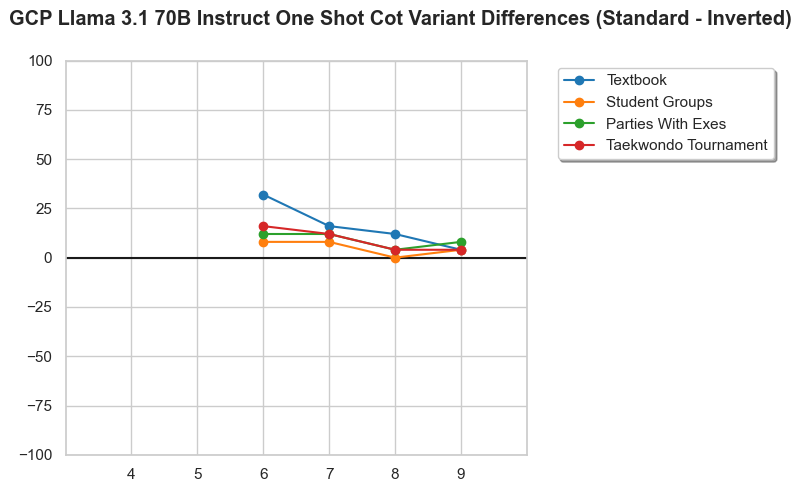 GCP Llama 3.1 70B Instruct One Shot Cot Variant Differences (Standard - Inverted)
100
75
50
25
0
−25
−50
−75
−100
4 5 6 7 8 9
Textbook
Student Groups
Parties With Exes
Taekwondo Tournament